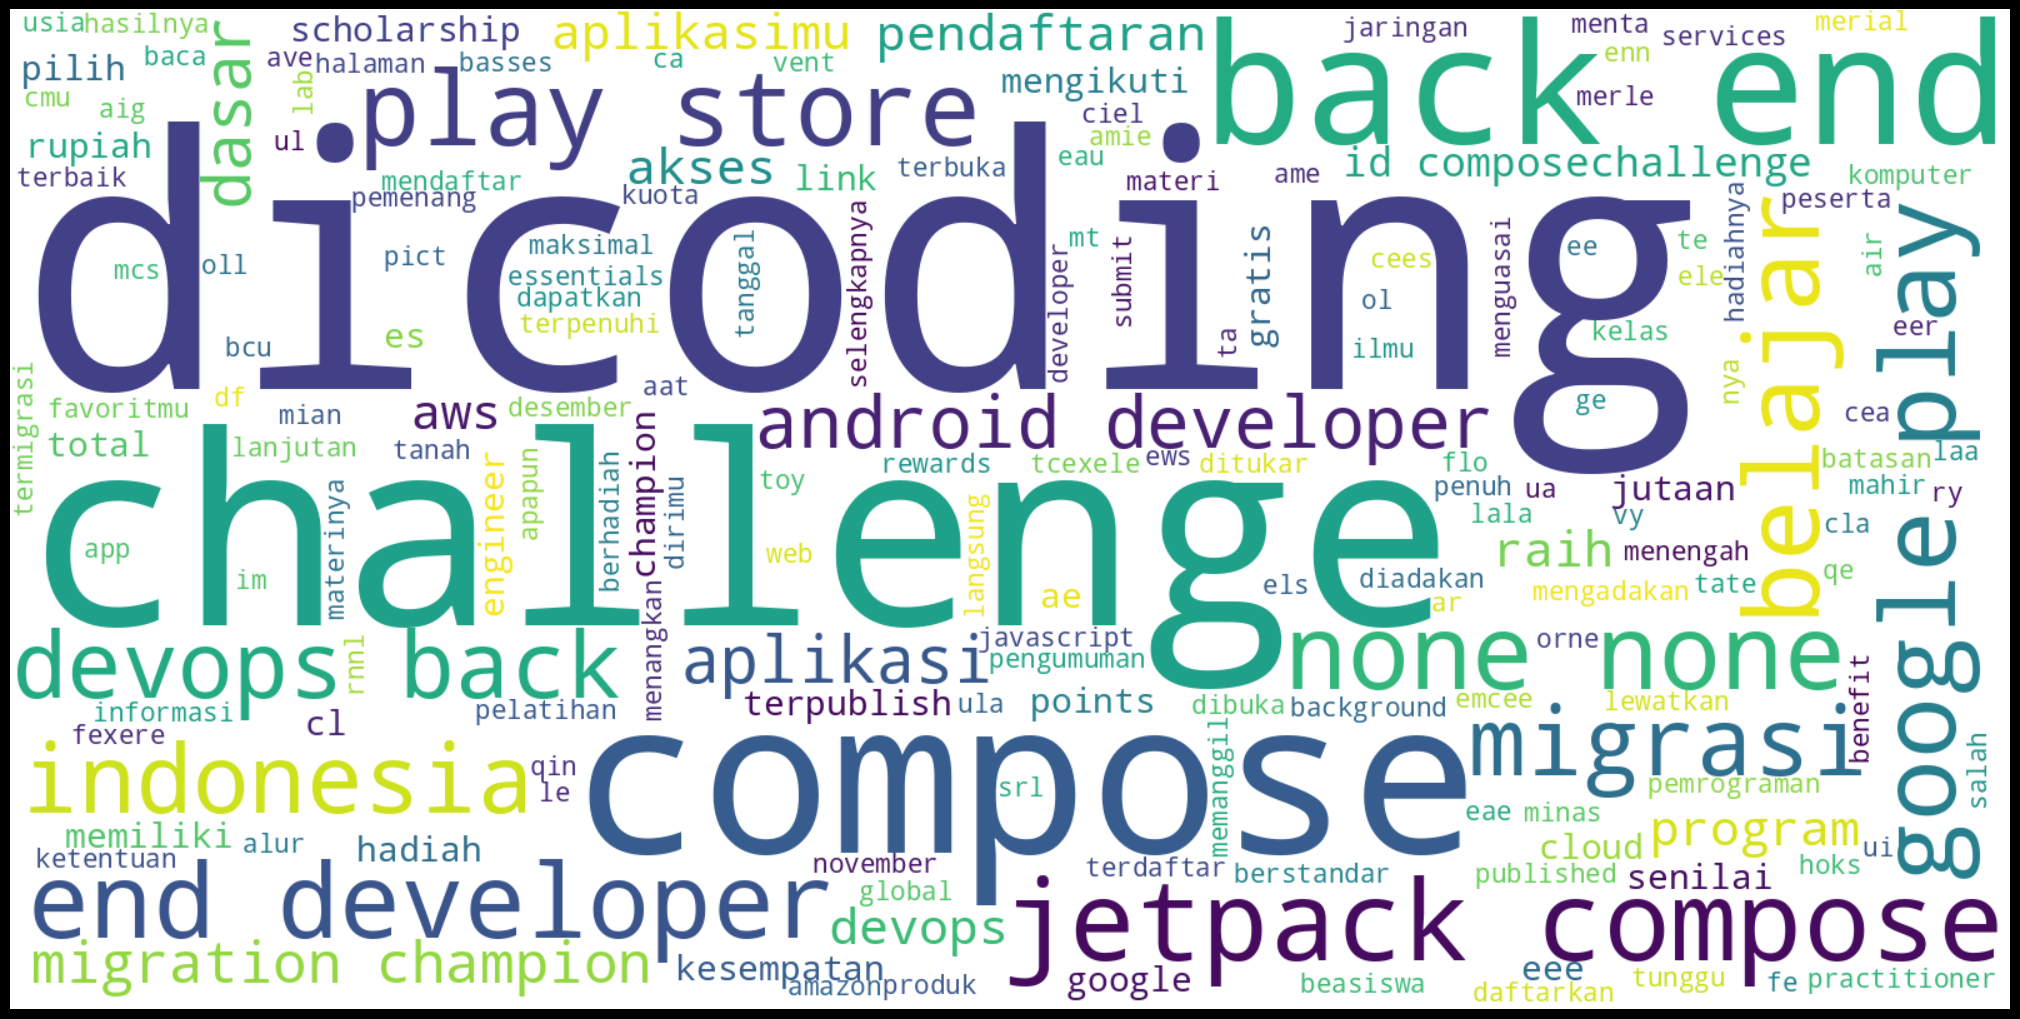 usia hasilnya
scholarship
aplikasimu
pendaftaran
jaringan
menta
services
merial
back end
pilih
baca
dasar
ave
halaman
basses
ca
vent
enn
cmu
aig
lab
play store
mengikuti
merle
ciel
amie
rupiah
ul
akses
link
terbuka
eau
id composechallenge
terbaik
mendaftar
pemenang
kuota
materi
ame
komputer
peserta
dicoding
mcs
oll
pict
maksimal
essentials
dapatkan
terpenuhi
tanggal
selengkapnya
mt
developer
submit
gratis
cees
ee
te
ele
hadiahnya
air
ol
menguasai
kelas
belajar
google play
eer
bcu
es
ta
ilmu
nya
termigrasi
favoritmu
df
mian
aws
desember
aat
android developer
ge
cea
total
lanjutan
tanah
champion
rewards
tcexele
ews
ditukar
flo
batasan
laa
challenge
engineer
apapun
berhadiah
dirimu
toy
penuh
ua
jutaan
mahir
ry
lala
vy
cla
app
im
materinya
web
langsung
ae
els
diadakan
ar
raih
menengah
mengadakan
tate
qe
devops back
rnnl
menangkan
aplikasi
javascript
pengumuman
none none
orne
informasi
cl
pelatihan
terpublish
ula
points
dibuka
background
emcee
lewatkan
benefit
fexere
indonesia
qin
le
compose
srl
memanggil
migrasi
pemrograman
salah
memiliki
alur
hadiah
eae
minas
cloud
program
ui
ketentuan
november
terdaftar
berstandar
published
senilai
hoks
end developer
global
devops
jetpack compose
migration champion
kesempatan
amazon
produk
google
beasiswa
eee
daftarkan
tunggu
fe
practitioner